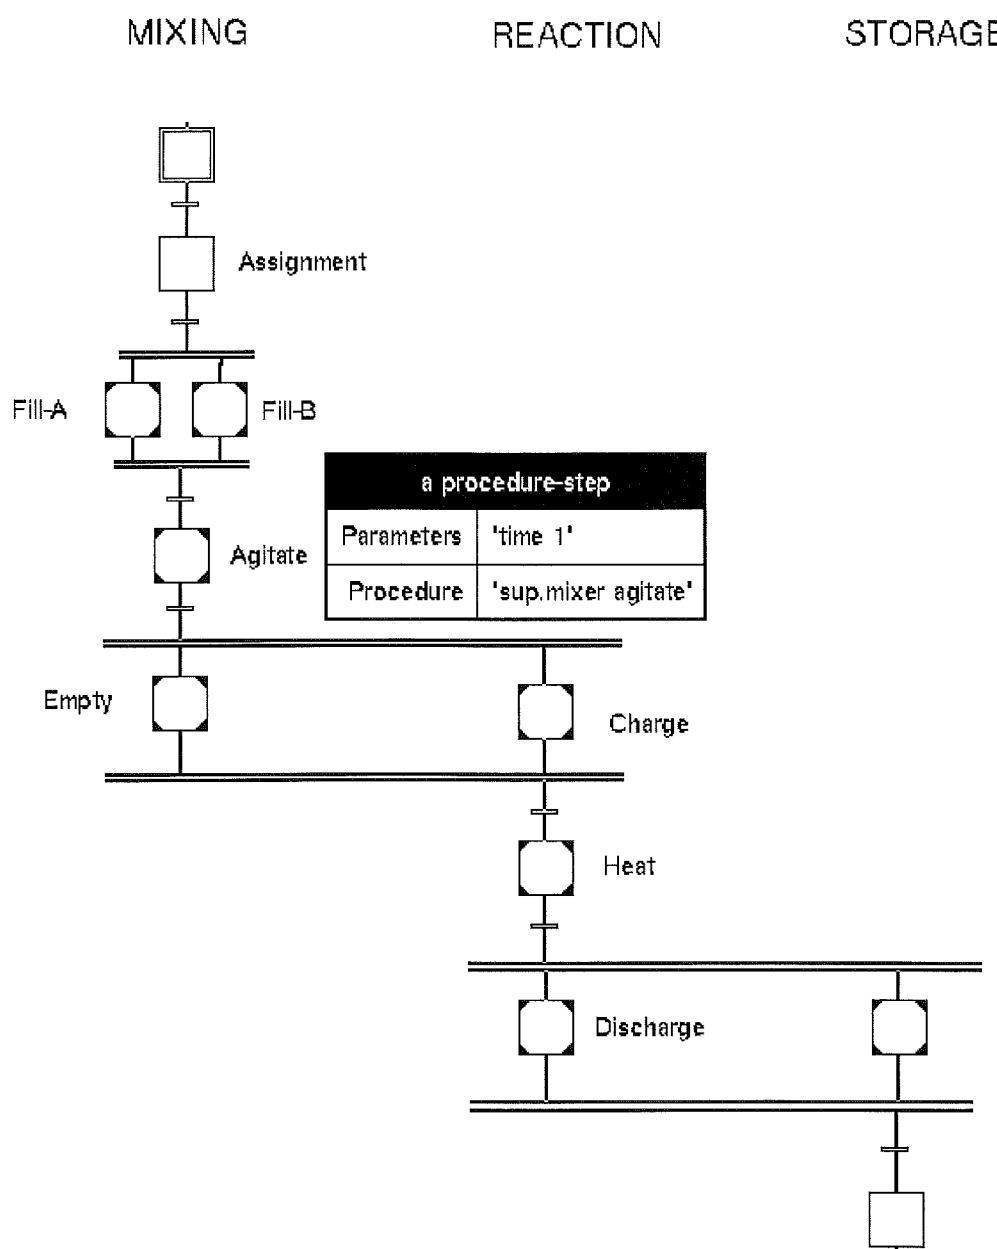 MIXING REACTION STORAGE
Assignment
Fill-A Fill-B
a procedure-step
Parameters 'time 1'
Agitate
Procedure 'sup.mixer agitate'
Empty
Charge
Heat
Discharge